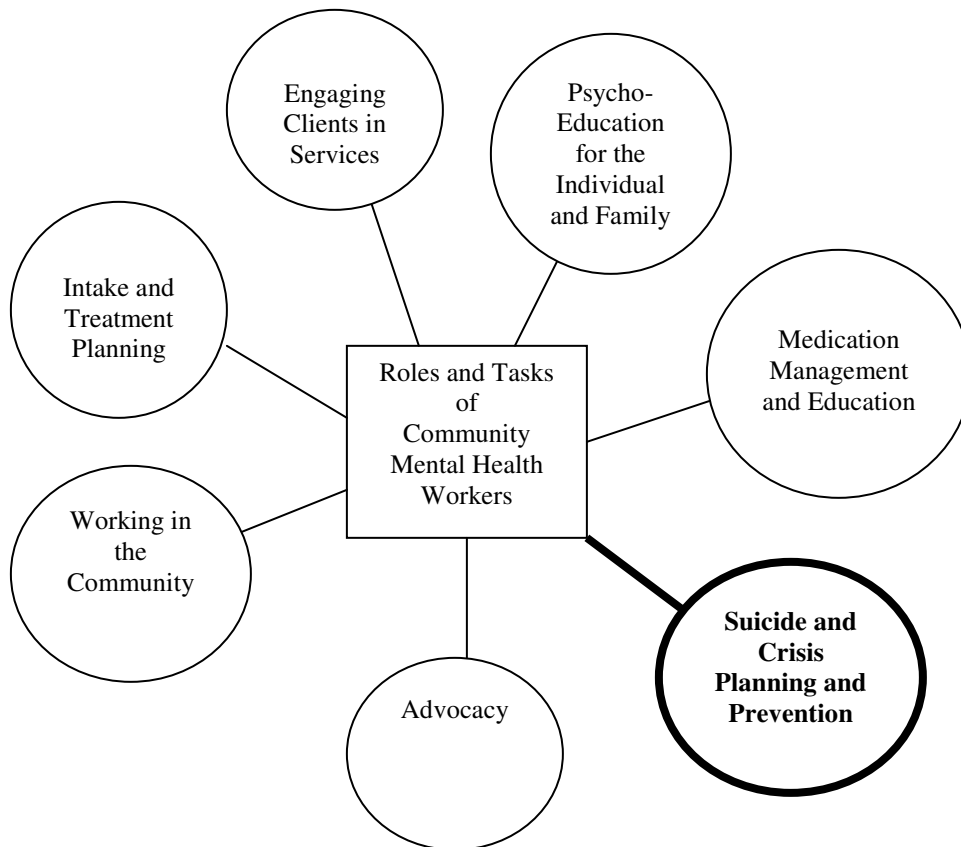 Engaging
Clients in
Services
Psycho-
Education
for the
Individual
and Family
Intake and
Treatment
Planning
Roles and Tasks
of
Community
Mental Health
Workers
Medication
Management
and Education
Working in
the
Community
Suicide and
Crisis
Planning and
Prevention
Advocacy